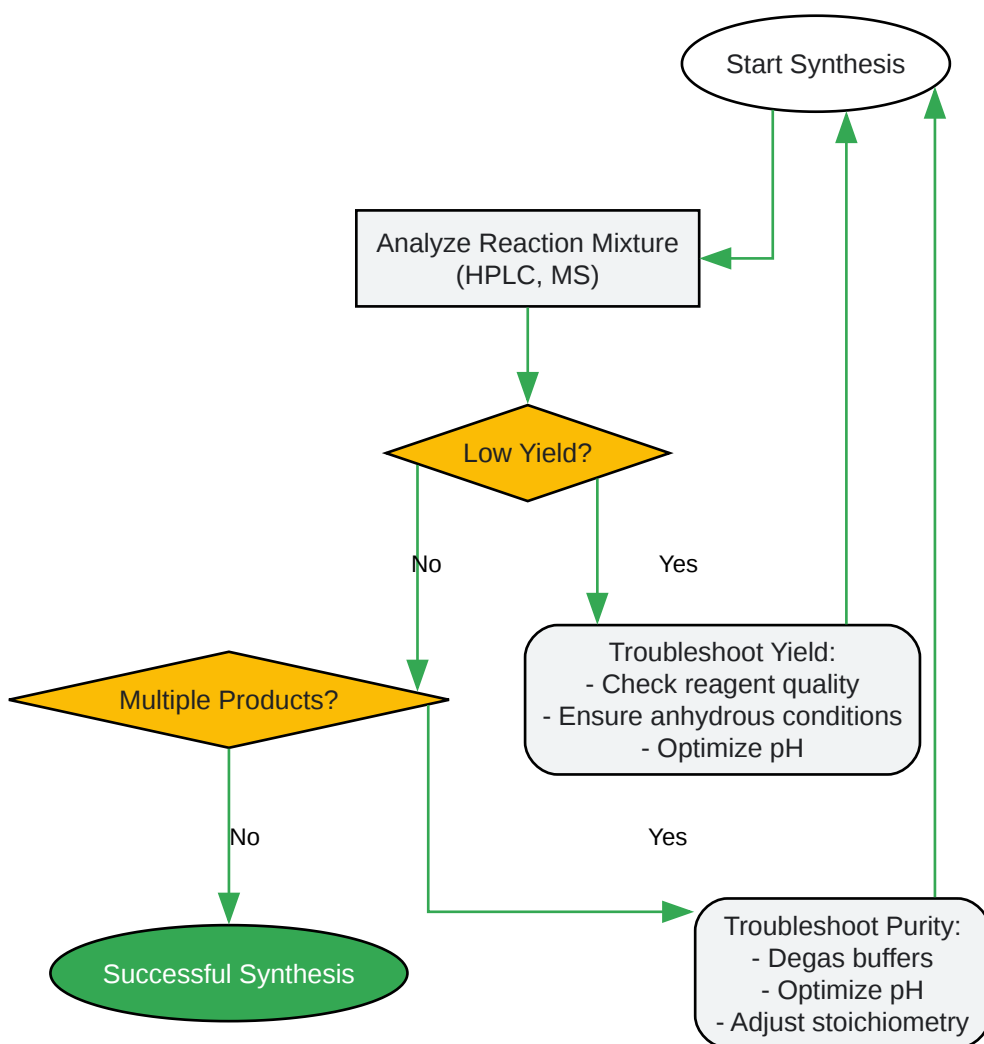 Start Synthesis
Analyze Reaction Mixture
(HPLC, MS)
Low Yield?
No
Yes
Troubleshoot Yield:
- Check reagent quality
- Ensure anhydrous conditions
- Optimize pH
Multiple Products?
No
Yes
Troubleshoot Purity:
- Degas buffers
- Optimize pH
- Adjust stoichiometry
Successful Synthesis